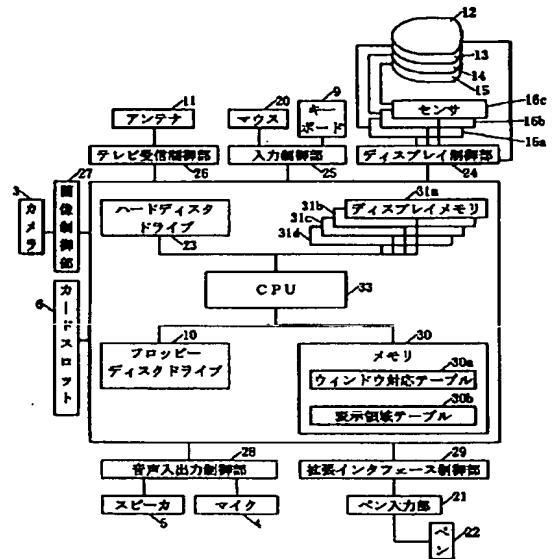 12
13
14
15
11
アンテナ
20
マウス
9
キー
ボード
センサ
16c
16b
16a
テレビ受信制御部
26
入力制御部
25
ディスプレイ制御部
24
27
3
カメラ
画像制御部
ハードディスク
ドライブ
23
31a
ディスプレイメモリ
31b
31c
31d
CPU
33
6
カードスロット
10
フロッピー
ディスクドライブ
30
メモリ
30a
ウィンドウ対応テーブル
30b
表示領域テーブル
28
音声入出力制御部
29
拡張インタフェース制御部
スピーカ
5
マイク
4
21
ペン入力部
ペン
22